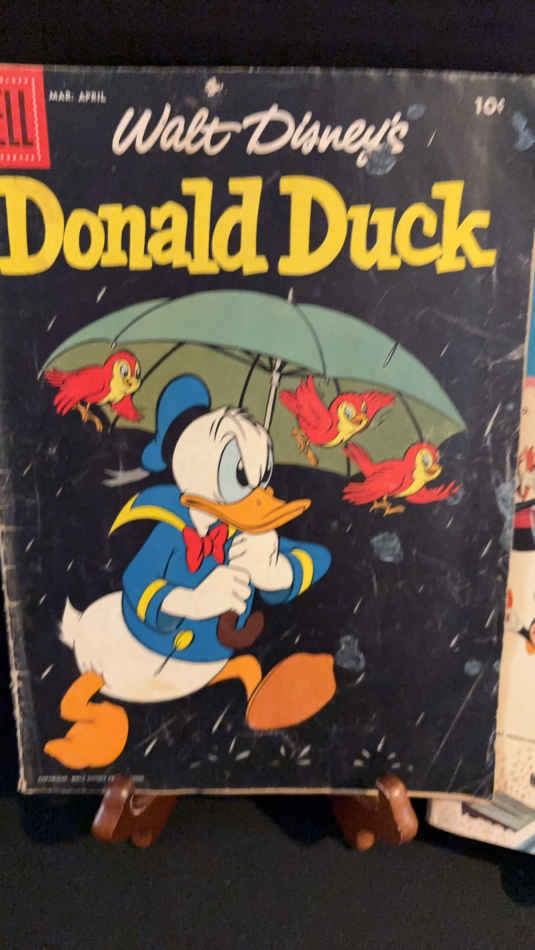 ELL
MAR: APRIL
10¢
Walt Disney's
Donald Duck